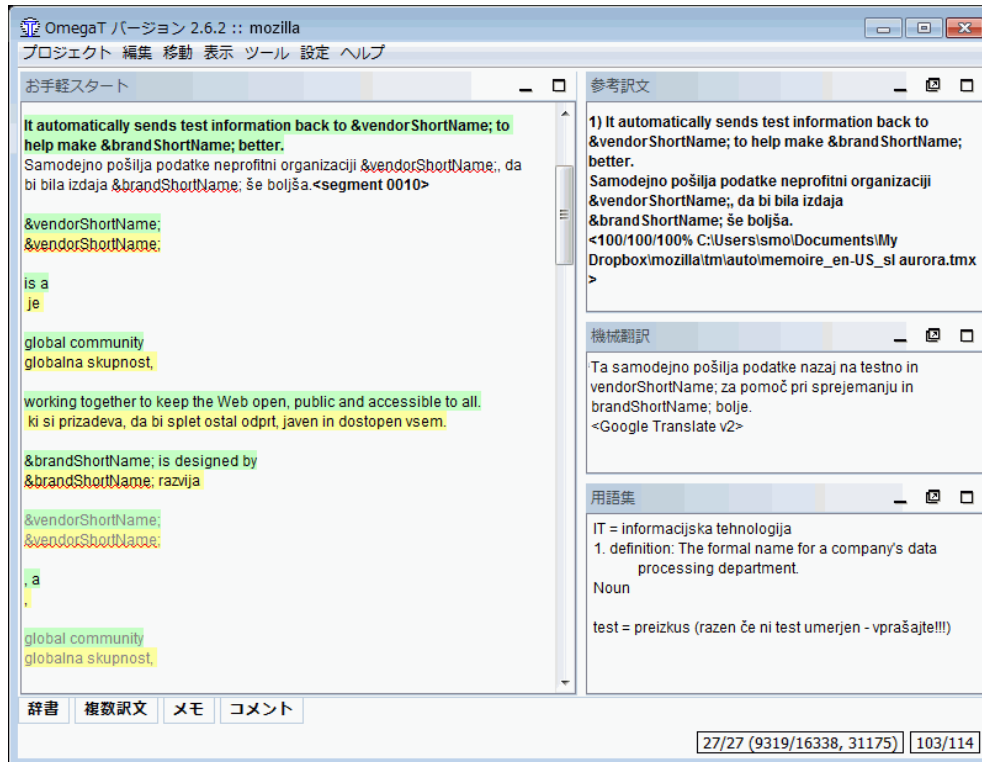 OmegaT バージョン 2.6.2 :: mozilla
プロジェクト 編集 移動 表示 ツール 設定 ヘルプ
お手軽スタート
It automatically sends test information back to &vendorShortName; to
help make &brandShortName; better.
Samodejno pošilja podatke neprofitni organizaciji &vendorShortName;, da
bi bila izdaja &brandShortName; še boljša.<segment 0010>
&vendorShortName;
&vendorShortName;
is a
je
global community
globalna skupnost,
working together to keep the Web open, public and accessible to all.
ki si prizadeva, da bi splet ostal odprt, javen in dostopen vsem.
&brandShortName; is designed by
&brandShortName; razvija
&vendorShortName;
&vendorShortName;
, a
,
global community
globalna skupnost,
参考訳文
1) It automatically sends test information back to
&vendorShortName; to help make &brandShortName;
better.
Samodejno pošilja podatke neprofitni organizaciji
&vendorShortName;, da bi bila izdaja
&brandShortName; še boljša.
<100/100/100% C:\Users\smo\Documents\My
Dropbox\mozilla\tm\auto\memoire_en-US_sl aurora.tmx
>
機械翻訳
Ta samodejno pošilja podatke nazaj na testno in
vendorShortName; za pomoč pri sprejemanju in
brandShortName; bolje.
<Google Translate v2>
用語集
IT = informacijska tehnologija
1. definition: The formal name for a company's data
processing department.
Noun
test = preizkus (razen če ni test umerjen - vprašajte!!!)
辞書 複数訳文 メモ コメント
27/27 (9319/16338, 31175) 103/114